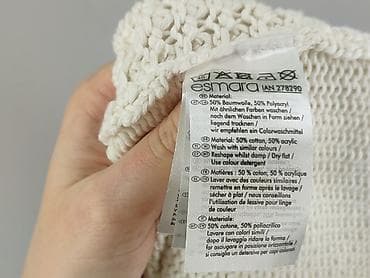 esmara IAN 278290
Material:
50% Baumwolle, 50% Polyacryl
Mit ähnlichen Farben waschen /
nach dem Waschen in Form ziehen /
liegend trocknen /
wir empfehlen ein Colorwaschmittel
Material: 50% cotton, 50% acrylic
Wash with similar colours /
Reshape whilst damp / Dry flat /
Use colour detergent
Matières : 50 % coton, 50 % acrylique
Laver avec des couleurs similaires /
remettre en forme après le lavage /
sécher à plat / nous conseillons
l'utilisation de lessive pour linge
de couleur
Materiale:
50% cotone, 50% poliacrilico
Lavare con colori simili /
dopo il lavaggio ridare la forma /
far asciugare in posizione orizzontale /
si consiglia un detersivo per capi colorati